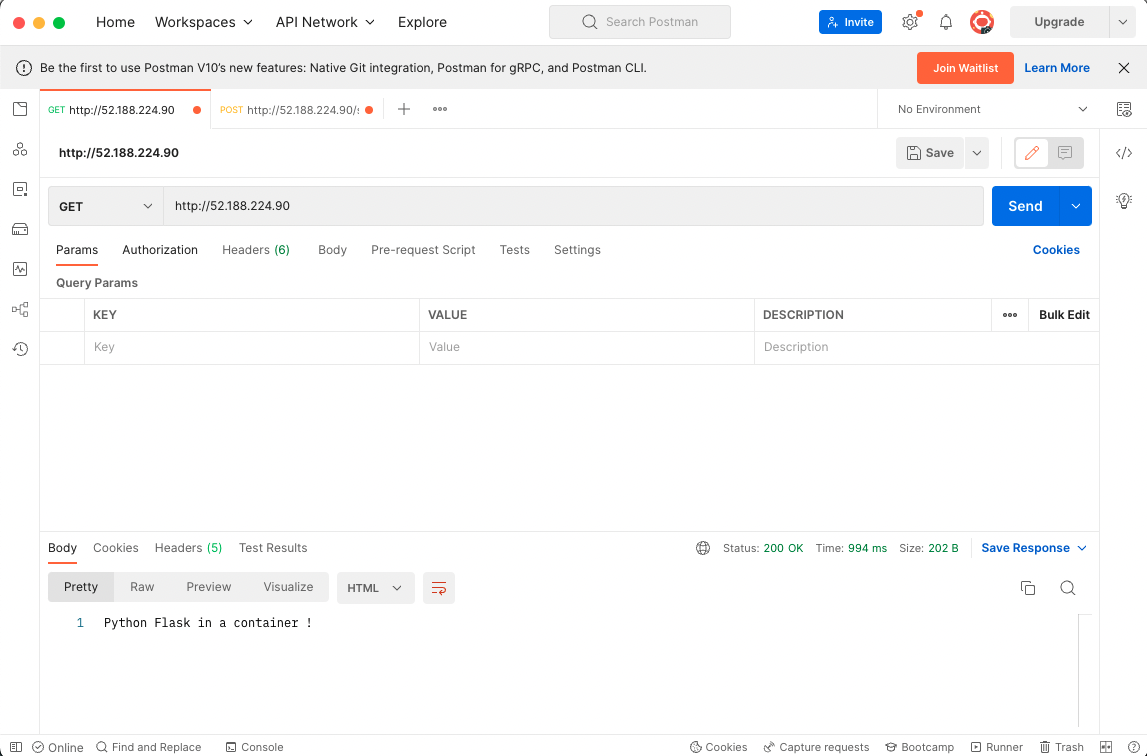 Home Workspaces API Network Explore Search Postman Invite Upgrade
Be the first to use Postman V10's new features: Native Git integration, Postman for gRPC, and Postman CLI. Join Waitlist Learn More
GET http://52.188.224.90 POST http://52.188.224.90/ No Environment
http://52.188.224.90 Save
GET http://52.188.224.90 Send
Params Authorization Headers (6) Body Pre-request Script Tests Settings Cookies
Query Params
KEY VALUE DESCRIPTION Bulk Edit
Key Value Description
Body Cookies Headers (5) Test Results Status: 200 OK Time: 994 ms Size: 202 B Save Response
Pretty Raw Preview Visualize HTML
1 Python Flask in a container !
Online Find and Replace Console Cookies Capture requests Bootcamp Runner Trash